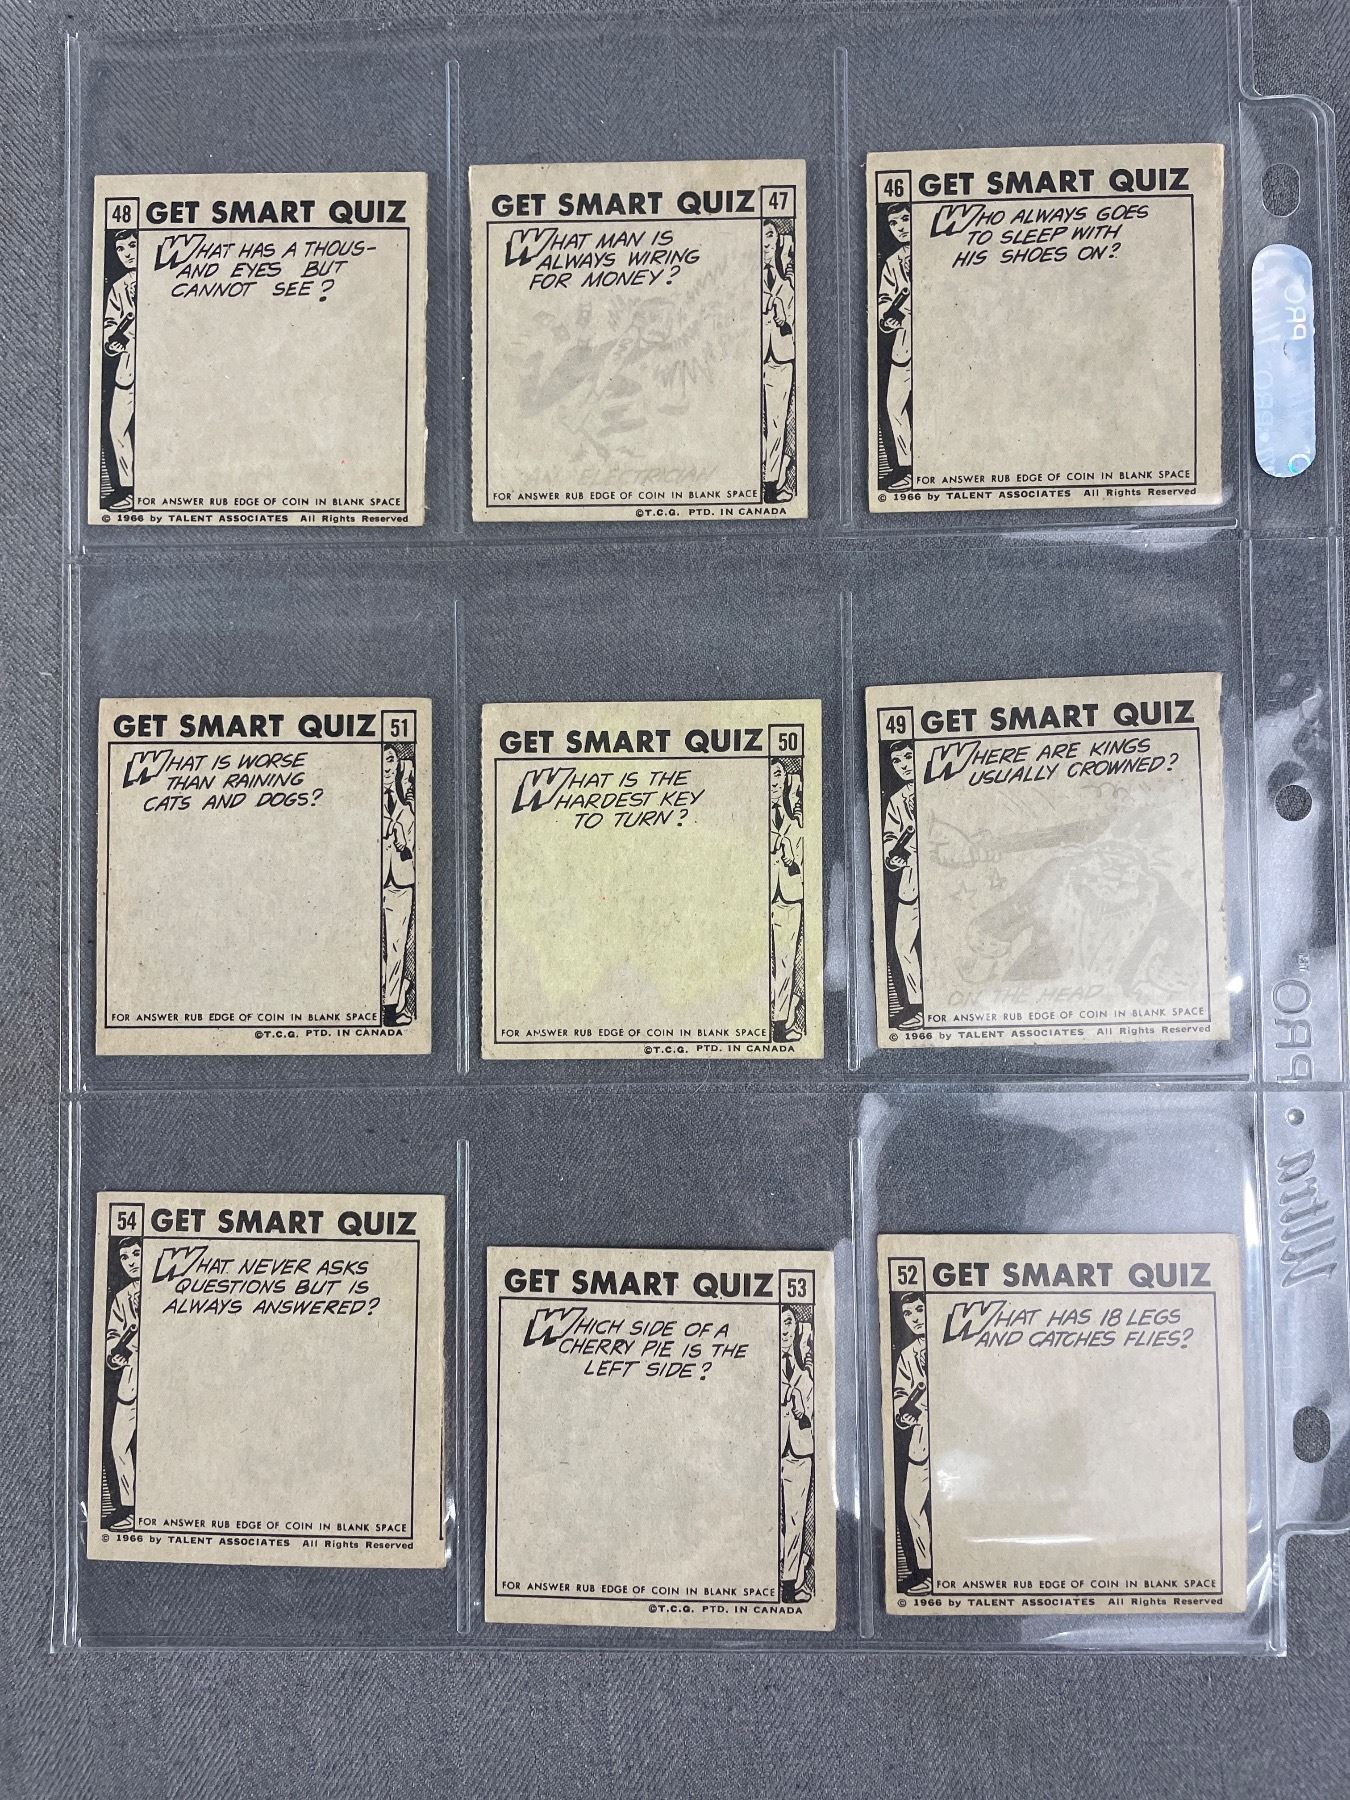 48 GET SMART QUIZ
WHAT HAS A THOUS-
AND EYES BUT
CANNOT SEE?
FOR ANSWER RUB EDGE OF COIN IN BLANK SPACE
© 1966 by TALENT ASSOCIATES All Rights Reserved
GET SMART QUIZ 47
WHAT MAN IS
ALWAYS WIRING
FOR MONEY?
AN ELECTRICIAN
FOR ANSWER RUB EDGE OF COIN IN BLANK SPACE
©T.C.G. PTD. IN CANADA
46 GET SMART QUIZ
WHO ALWAYS GOES
TO SLEEP WITH
HIS SHOES ON?
FOR ANSWER RUB EDGE OF COIN IN BLANK SPACE
© 1966 by TALENT ASSOCIATES All Rights Reserved
GET SMART QUIZ 51
WHAT IS WORSE
THAN RAINING
CATS AND DOGS?
FOR ANSWER RUB EDGE OF COIN IN BLANK SPACE
©T.C.G. PTD. IN CANADA
GET SMART QUIZ 50
WHAT IS THE
HARDEST KEY
TO TURN?
FOR ANSWER RUB EDGE OF COIN IN BLANK SPACE
©T.C.G. PTD. IN CANADA
49 GET SMART QUIZ
WHERE ARE KINGS
USUALLY CROWNED?
ON THE HEAD
FOR ANSWER RUB EDGE OF COIN IN BLANK SPACE
© 1966 by TALENT ASSOCIATES All Rights Reserved
54 GET SMART QUIZ
WHAT NEVER ASKS
QUESTIONS BUT IS
ALWAYS ANSWERED?
FOR ANSWER RUB EDGE OF COIN IN BLANK SPACE
© 1966 by TALENT ASSOCIATES All Rights Reserved
GET SMART QUIZ 53
WHICH SIDE OF A
CHERRY PIE IS THE
LEFT SIDE?
FOR ANSWER RUB EDGE OF COIN IN BLANK SPACE
©T.C.G. PTD. IN CANADA
52 GET SMART QUIZ
WHAT HAS 18 LEGS
AND CATCHES FLIES?
FOR ANSWER RUB EDGE OF COIN IN BLANK SPACE
© 1966 by TALENT ASSOCIATES All Rights Reserved
Ultra • PRO